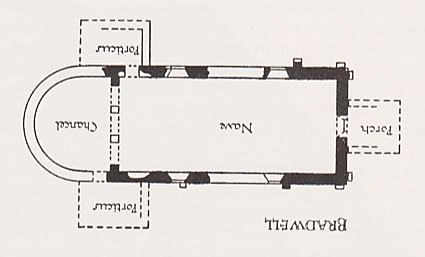 BRADWELL
Porticus
Porch
Nave
Chancel
Porticus